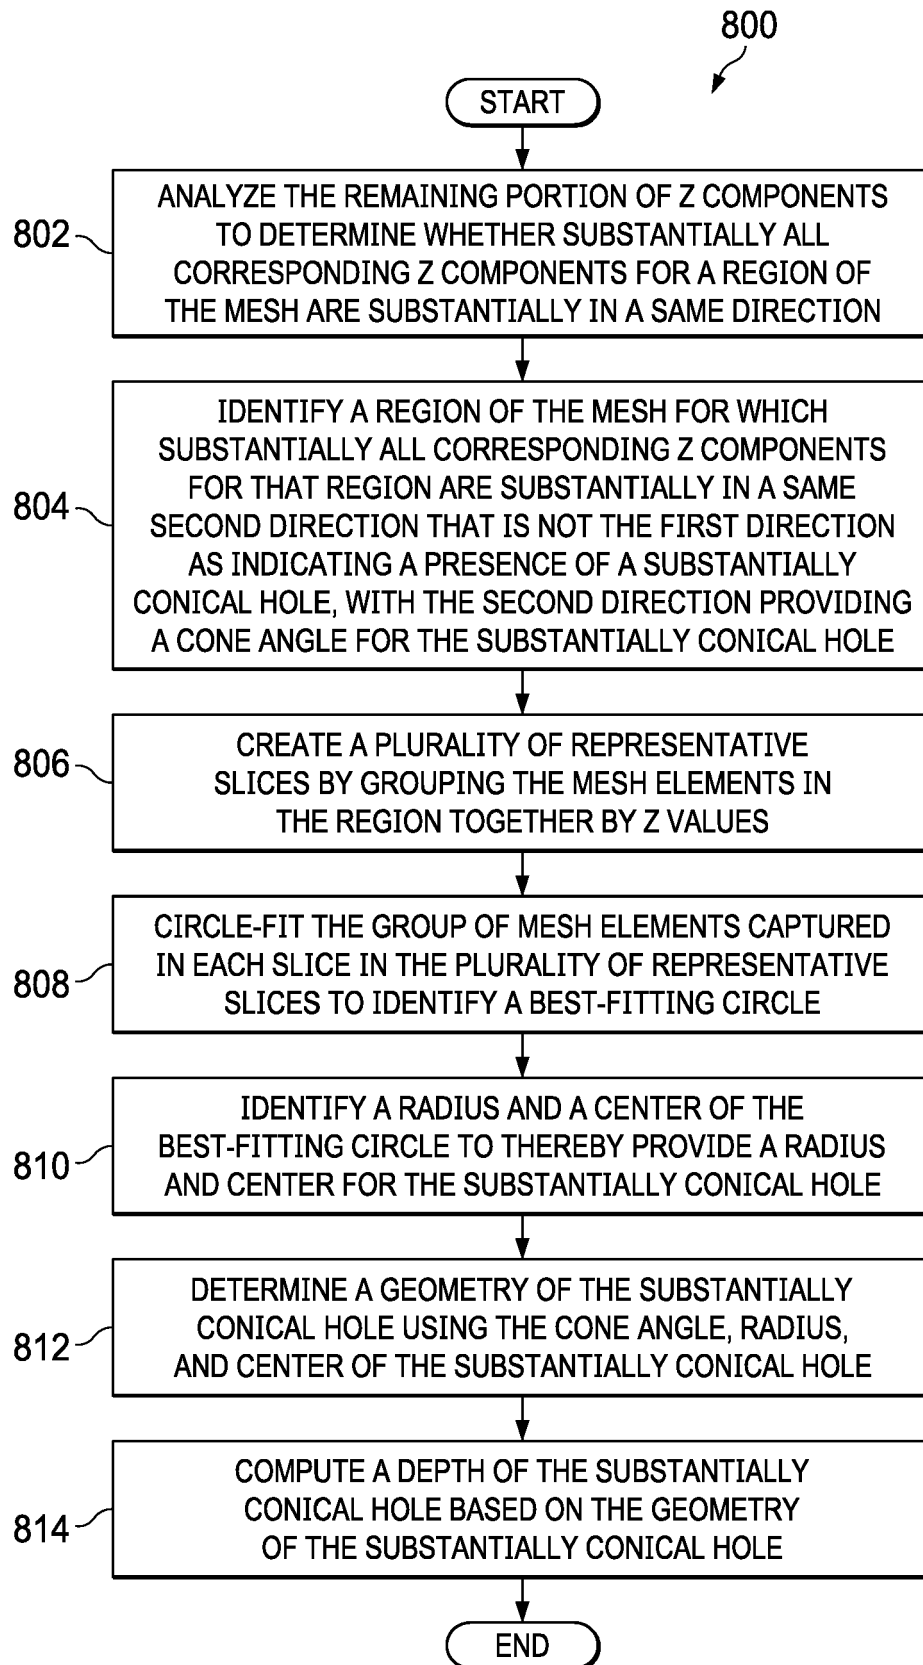 800
START
802
ANALYZE THE REMAINING PORTION OF Z COMPONENTS
TO DETERMINE WHETHER SUBSTANTIALLY ALL
CORRESPONDING Z COMPONENTS FOR A REGION OF
THE MESH ARE SUBSTANTIALLY IN A SAME DIRECTION
804
IDENTIFY A REGION OF THE MESH FOR WHICH
SUBSTANTIALLY ALL CORRESPONDING Z COMPONENTS
FOR THAT REGION ARE SUBSTANTIALLY IN A SAME
SECOND DIRECTION THAT IS NOT THE FIRST DIRECTION
AS INDICATING A PRESENCE OF A SUBSTANTIALLY
CONICAL HOLE, WITH THE SECOND DIRECTION PROVIDING
A CONE ANGLE FOR THE SUBSTANTIALLY CONICAL HOLE
806
CREATE A PLURALITY OF REPRESENTATIVE
SLICES BY GROUPING THE MESH ELEMENTS IN
THE REGION TOGETHER BY Z VALUES
808
CIRCLE-FIT THE GROUP OF MESH ELEMENTS CAPTURED
IN EACH SLICE IN THE PLURALITY OF REPRESENTATIVE
SLICES TO IDENTIFY A BEST-FITTING CIRCLE
810
IDENTIFY A RADIUS AND A CENTER OF THE
BEST-FITTING CIRCLE TO THEREBY PROVIDE A RADIUS
AND CENTER FOR THE SUBSTANTIALLY CONICAL HOLE
812
DETERMINE A GEOMETRY OF THE SUBSTANTIALLY
CONICAL HOLE USING THE CONE ANGLE, RADIUS,
AND CENTER OF THE SUBSTANTIALLY CONICAL HOLE
814
COMPUTE A DEPTH OF THE SUBSTANTIALLY
CONICAL HOLE BASED ON THE GEOMETRY
OF THE SUBSTANTIALLY CONICAL HOLE
END